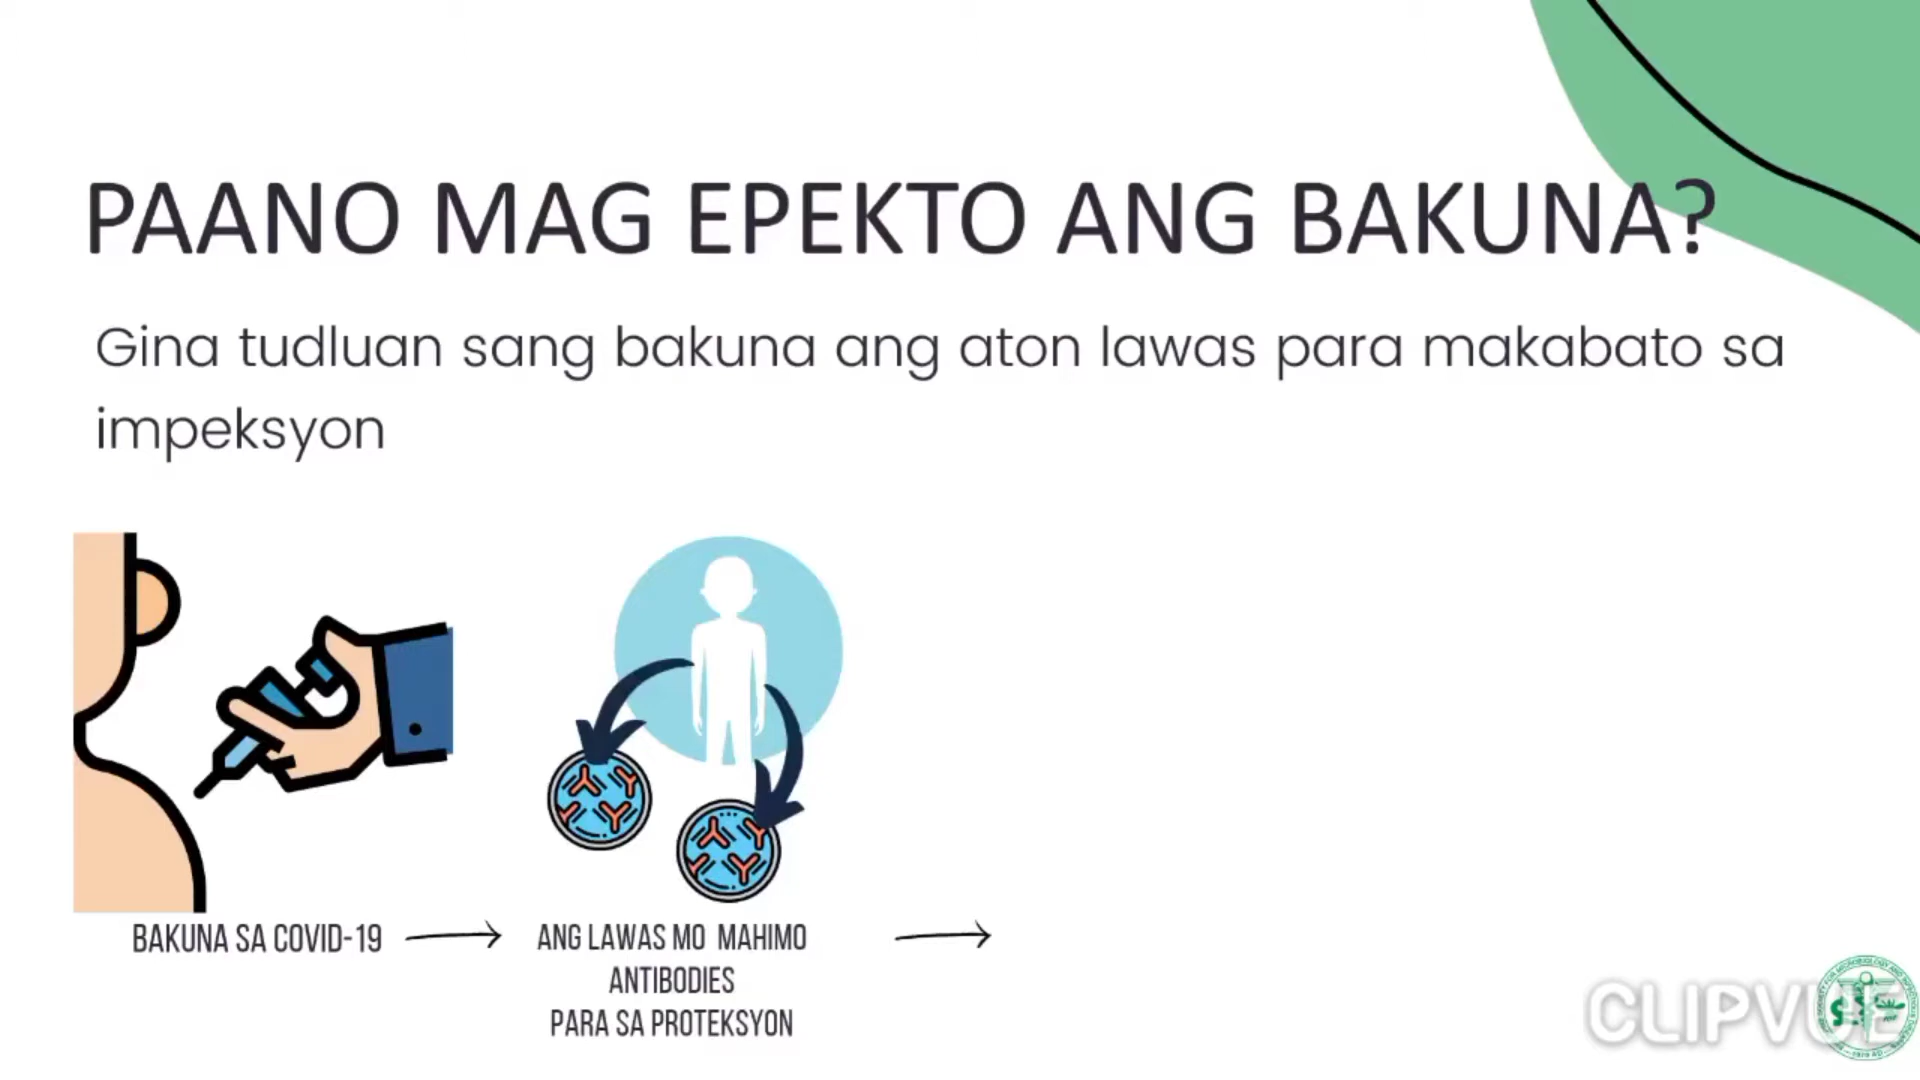 PAANO MAG EPEKTO ANG BAKUNA?
Gina tudluan sang bakuna ang aton lawas para makabato sa
impeksyon
BAKUNA SA COVID-19
ANG LAWAS MO MAHIMO
ANTIBODIES
PARA SA PROTEKSYON
CLIPVUE